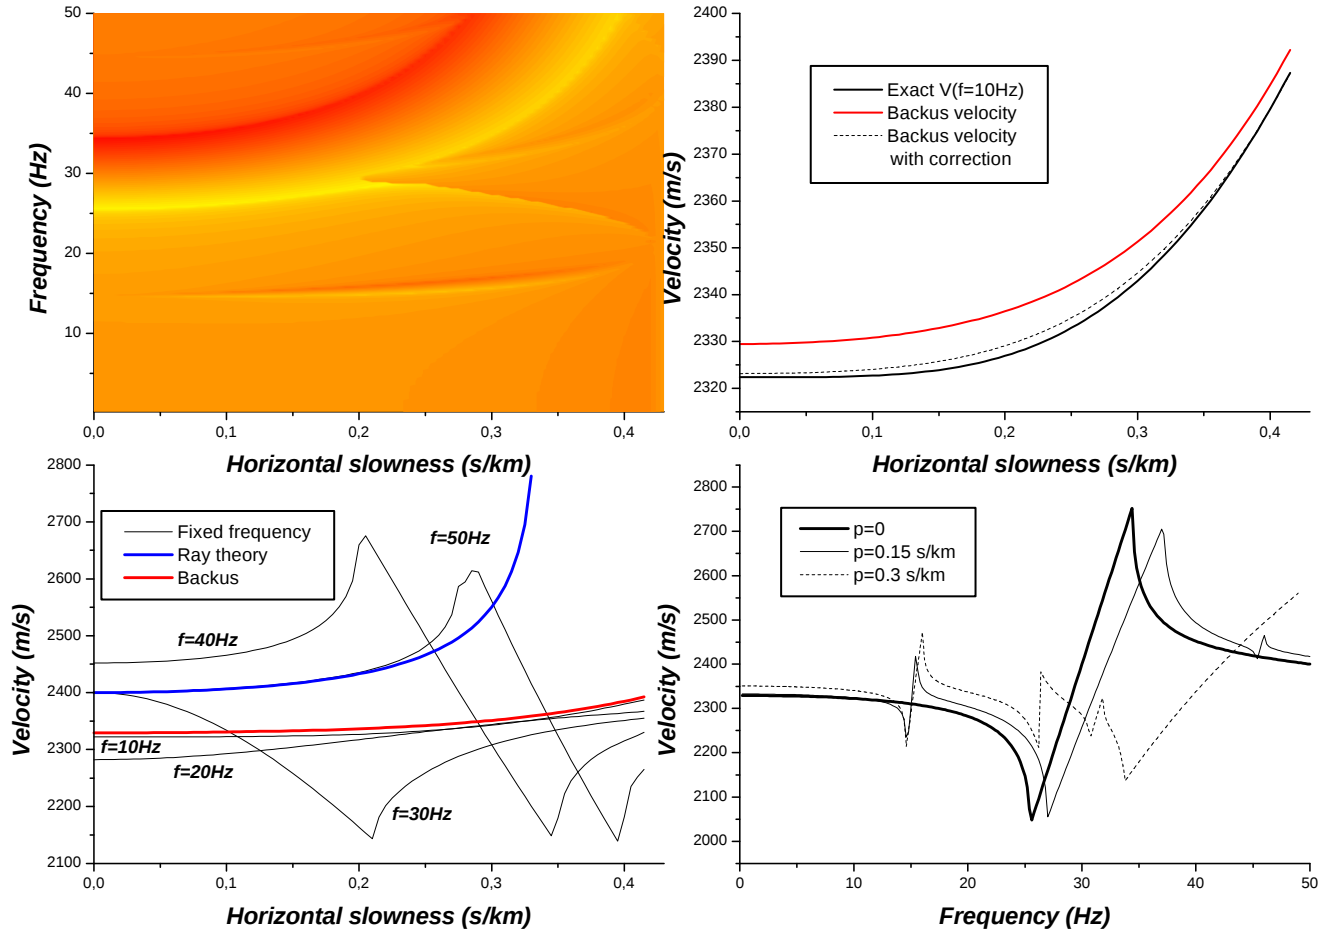 50
40
30
20
10
0,0
0,1
0,2
0,3
0,4
Frequency (Hz)
Horizontal slowness (s/km)
2400
2390
2380
2370
2360
2350
2340
2330
2320
0,0
0,1
0,2
0,3
0,4
Velocity (m/s)
Horizontal slowness (s/km)
Exact V(f=10Hz)
Backus velocity
Backus velocity
with correction
2800
2700
2600
2500
2400
2300
2200
2100
0,0
0,1
0,2
0,3
0,4
Velocity (m/s)
Horizontal slowness (s/km)
Fixed frequency
Ray theory
Backus
f=50Hz
f=40Hz
f=10Hz
f=20Hz
f=30Hz
2800
2700
2600
2500
2400
2300
2200
2100
2000
0
10
20
30
40
50
Velocity (m/s)
Frequency (Hz)
p=0
p=0.15 s/km
p=0.3 s/km